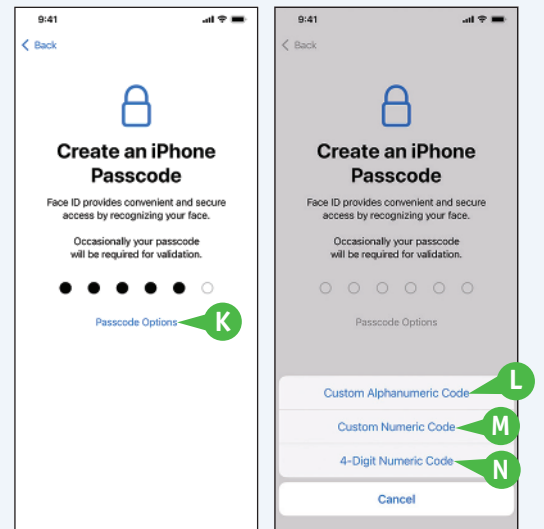 9:41
Back
Create an iPhone
Passcode
Face ID provides convenient and secure
access by recognizing your face.
Occasionally your passcode
will be required for validation.
Passcode Options
K
9:41
Back
Create an iPhone
Passcode
Face ID provides convenient and secure
access by recognizing your face.
Occasionally your passcode
will be required for validation.
Passcode Options
Custom Alphanumeric Code
L
Custom Numeric Code
M
4-Digit Numeric Code
N
Cancel